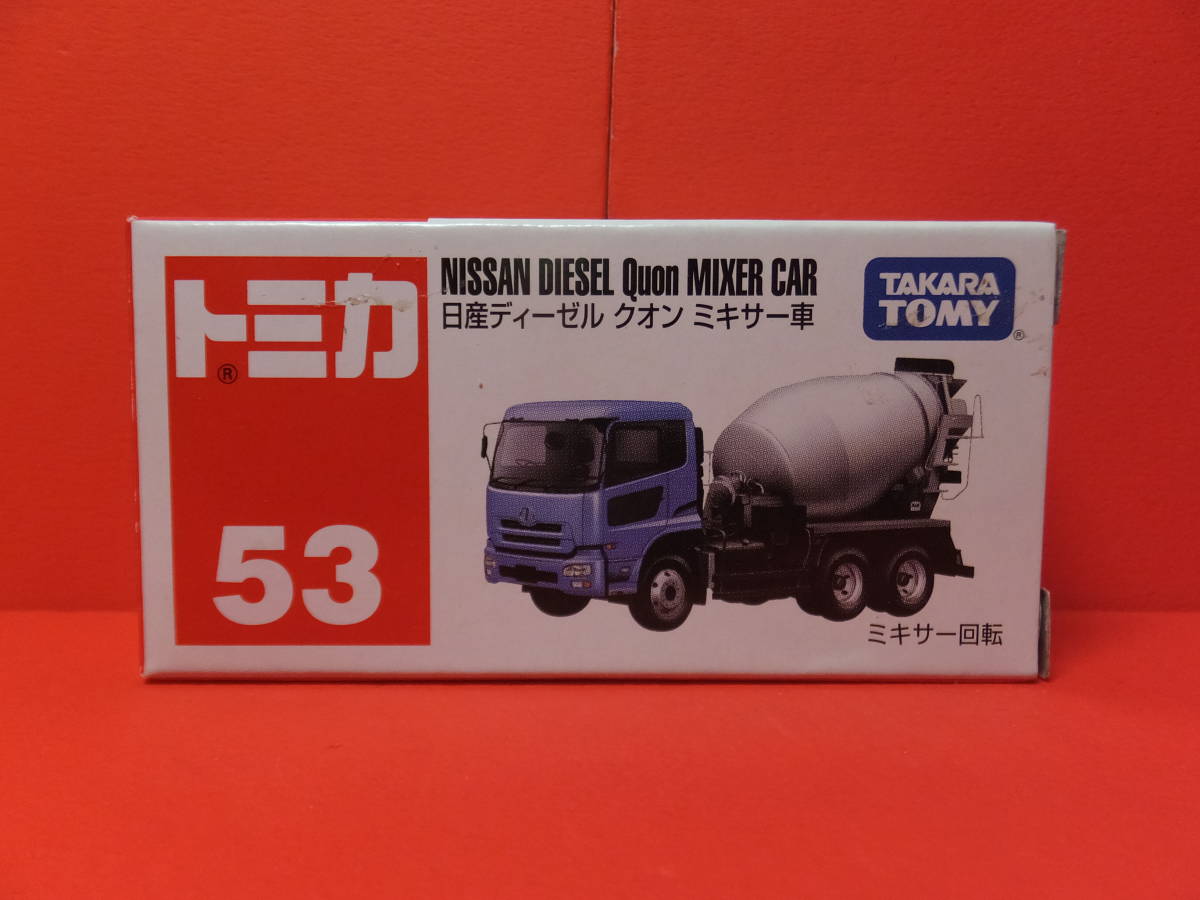 トミカ
®
53
NISSAN DIESEL Quon MIXER CAR
日産ディーゼル クオン ミキサー車
TAKARA
TOMY
®
ミキサー回転